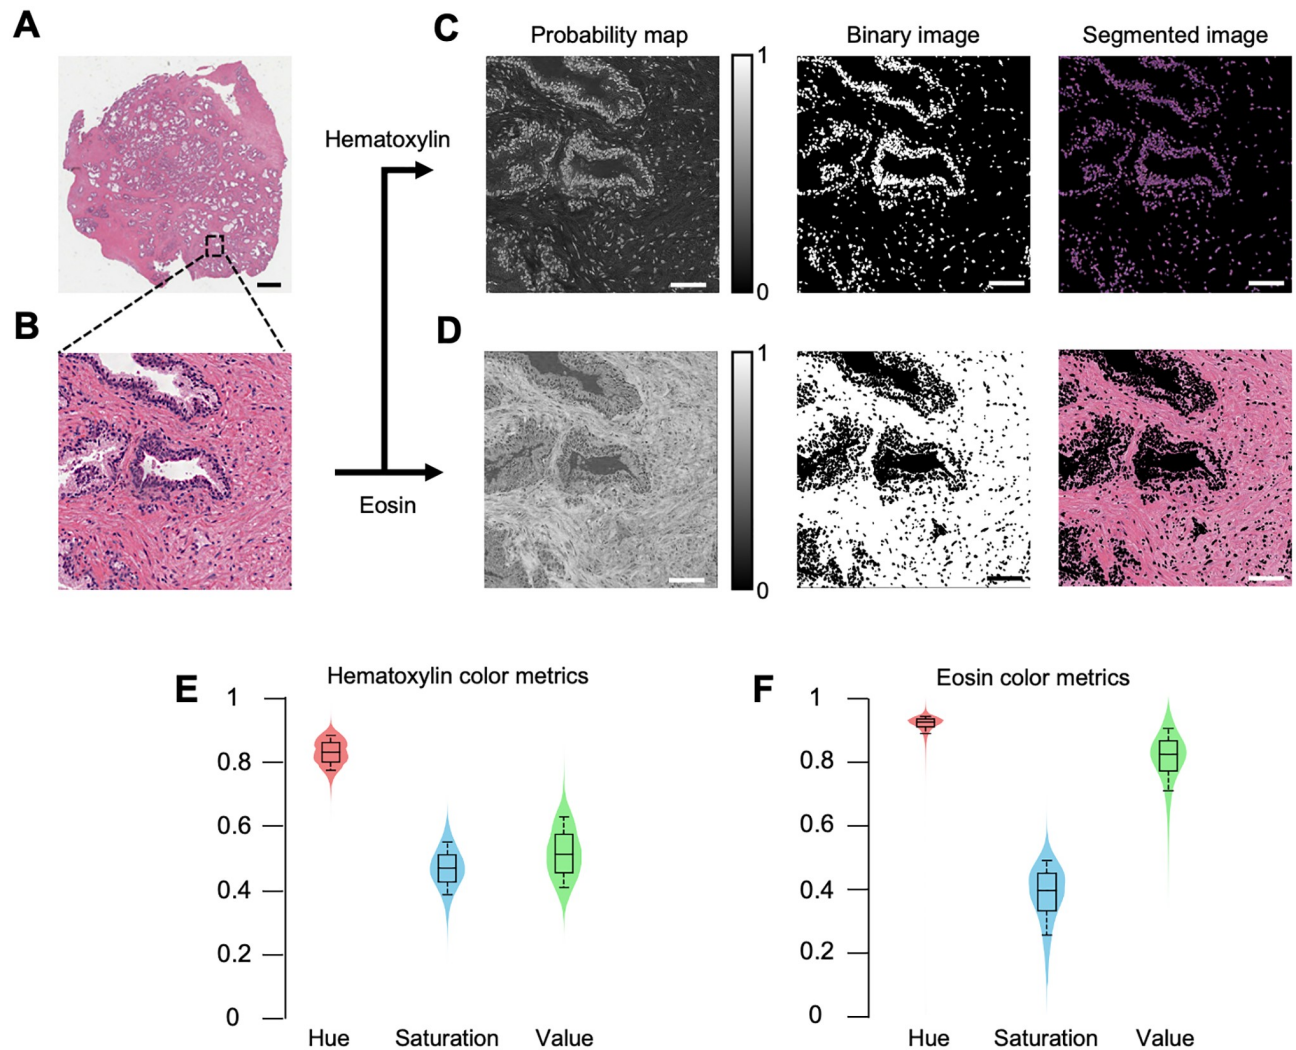 A
C
Probability map
Binary image
Segmented image
1
0
Hematoxylin
B
D
1
0
Eosin
E
Hematoxylin color metrics
1
0.8
0.6
0.4
0.2
0
Hue
Saturation
Value
F
Eosin color metrics
1
0.8
0.6
0.4
0.2
0
Hue
Saturation
Value